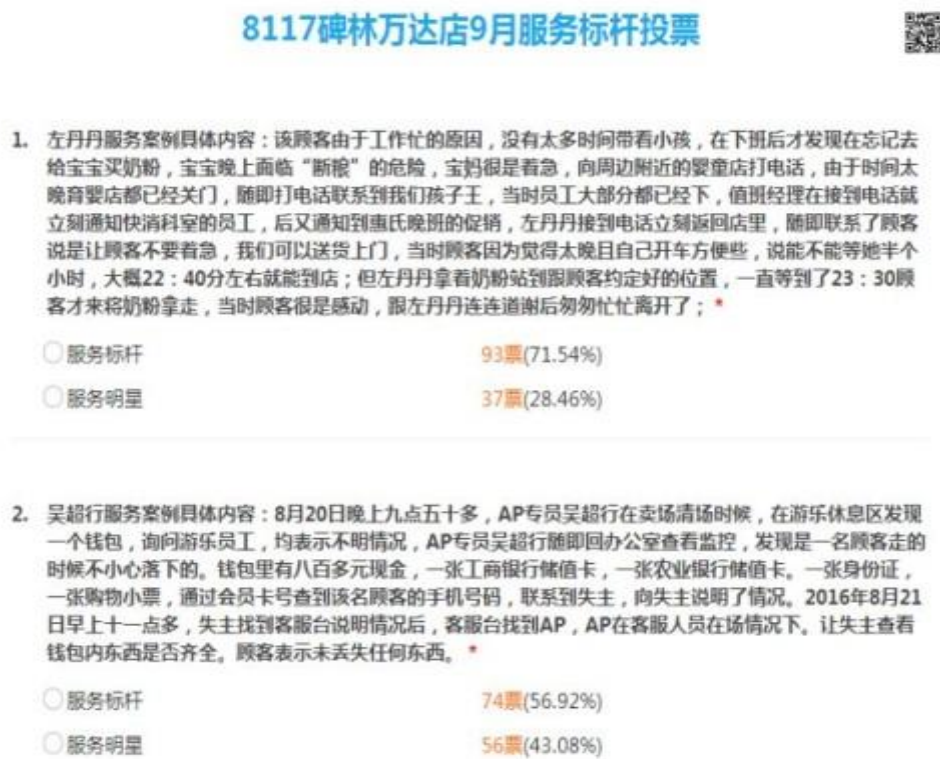 8117碑林万达店9月服务标杆投票
1. 左丹丹服务案例具体内容：该顾客由于工作忙的原因，没有太多时间带看小孩，在下班后才发现在忘记去
给宝宝买奶粉，宝宝晚上面临“断粮”的危险，宝妈很是着急，向周边附近的婴童店打电话，由于时间太
晚育婴店都已经关门，随即打电话联系到我们孩子王，当时员工大部分都已经下，值班经理在接到电话就
立刻通知快消科室的员工，后又通知到惠氏晚班的促销，左丹丹接到电话立刻返回店里，随即联系了顾客
说是让顾客不要着急，我们可以送货上门，当时顾客因为觉得太晚且自己开车方便些，说能不能等她半个
小时，大概22：40分左右就能到店；但左丹丹拿着奶粉站到跟顾客约定好的位置，一直等到了23：30顾
客才来将奶粉拿走，当时顾客很是感动，跟左丹丹连连道谢后匆匆忙忙离开了； *
服务标杆 93票(71.54%)
服务明星 37票(28.46%)
2. 吴超行服务案例具体内容：8月20日晚上九点五十多，AP专员吴超行在卖场清场时候，在游乐休息区发现
一个钱包，询问游乐员工，均表示不明情况，AP专员吴超行随即回办公室查看监控，发现是一名顾客走的
时候不小心落下的。钱包里有八百多元现金，一张工商银行储值卡，一张农业银行储值卡。一张身份证，
一张购物小票，通过会员卡号查到该名顾客的手机号码，联系到失主，向失主说明了情况。2016年8月21
日早上十一点多，失主找到客服台说明情况后，客服台找到AP，AP在客服人员在场情况下。让失主查看
钱包内东西是否齐全。顾客表示未丢失任何东西。 *
服务标杆 74票(56.92%)
服务明星 56票(43.08%)